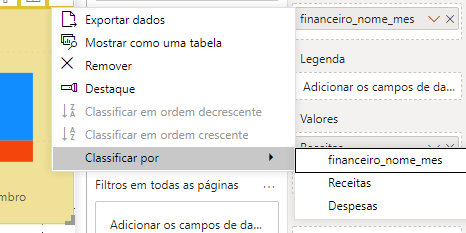 Exportar dados
Mostrar como uma tabela
Remover
Destaque
Classificar em ordem decrescente
Classificar em ordem crescente
Classificar por
financeiro_nome_mes
Receitas
Despesas
financeiro_nome_mes
Legenda
Adicionar os campos de da...
Valores
Filtros em todas as páginas ...
Adicionar os campos de da...